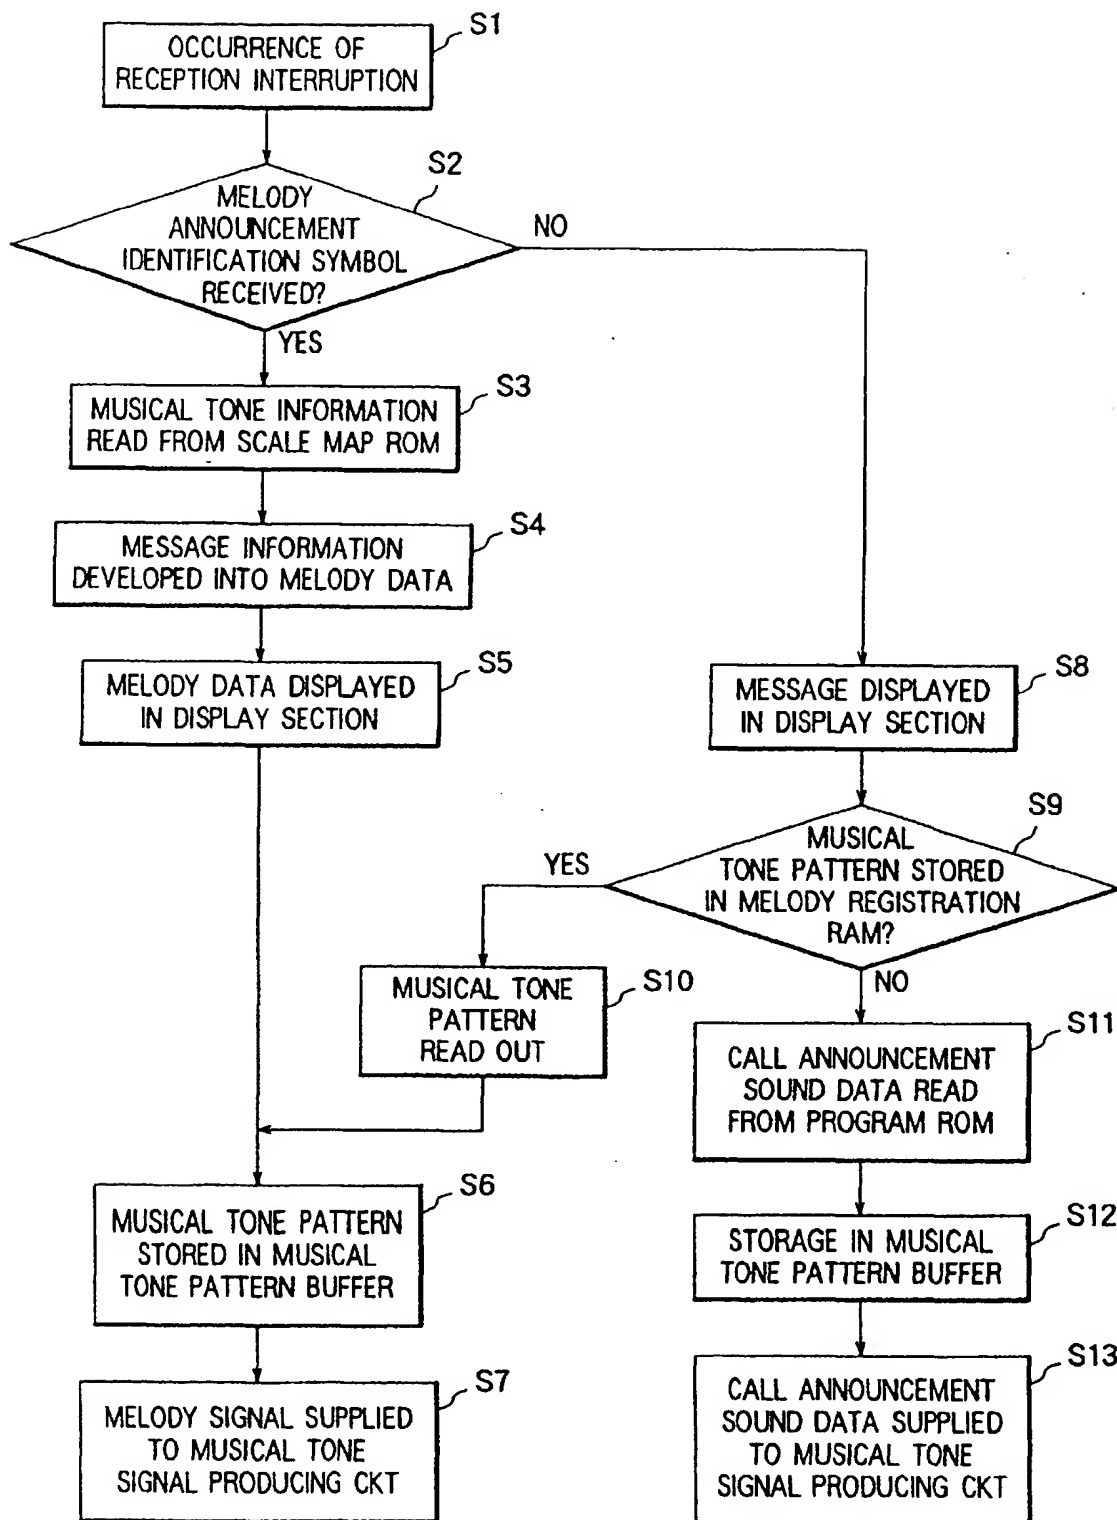 S1
OCCURRENCE OF
RECEPTION INTERRUPTION
S2
MELODY
ANNOUNCEMENT
IDENTIFICATION SYMBOL
RECEIVED?
NO
YES
S3
MUSICAL TONE INFORMATION
READ FROM SCALE MAP ROM
S4
MESSAGE INFORMATION
DEVELOPED INTO MELODY DATA
S5
MELODY DATA DISPLAYED
IN DISPLAY SECTION
S8
MESSAGE DISPLAYED
IN DISPLAY SECTION
S9
MUSICAL
TONE PATTERN STORED
IN MELODY REGISTRATION
RAM?
YES
NO
S10
MUSICAL TONE
PATTERN
READ OUT
S11
CALL ANNOUNCEMENT
SOUND DATA READ
FROM PROGRAM ROM
S6
MUSICAL TONE PATTERN
STORED IN MUSICAL
TONE PATTERN BUFFER
S12
STORAGE IN MUSICAL
TONE PATTERN BUFFER
S7
MELODY SIGNAL SUPPLIED
TO MUSICAL TONE
SIGNAL PRODUCING CKT
S13
CALL ANNOUNCEMENT
SOUND DATA SUPPLIED
TO MUSICAL TONE
SIGNAL PRODUCING CKT